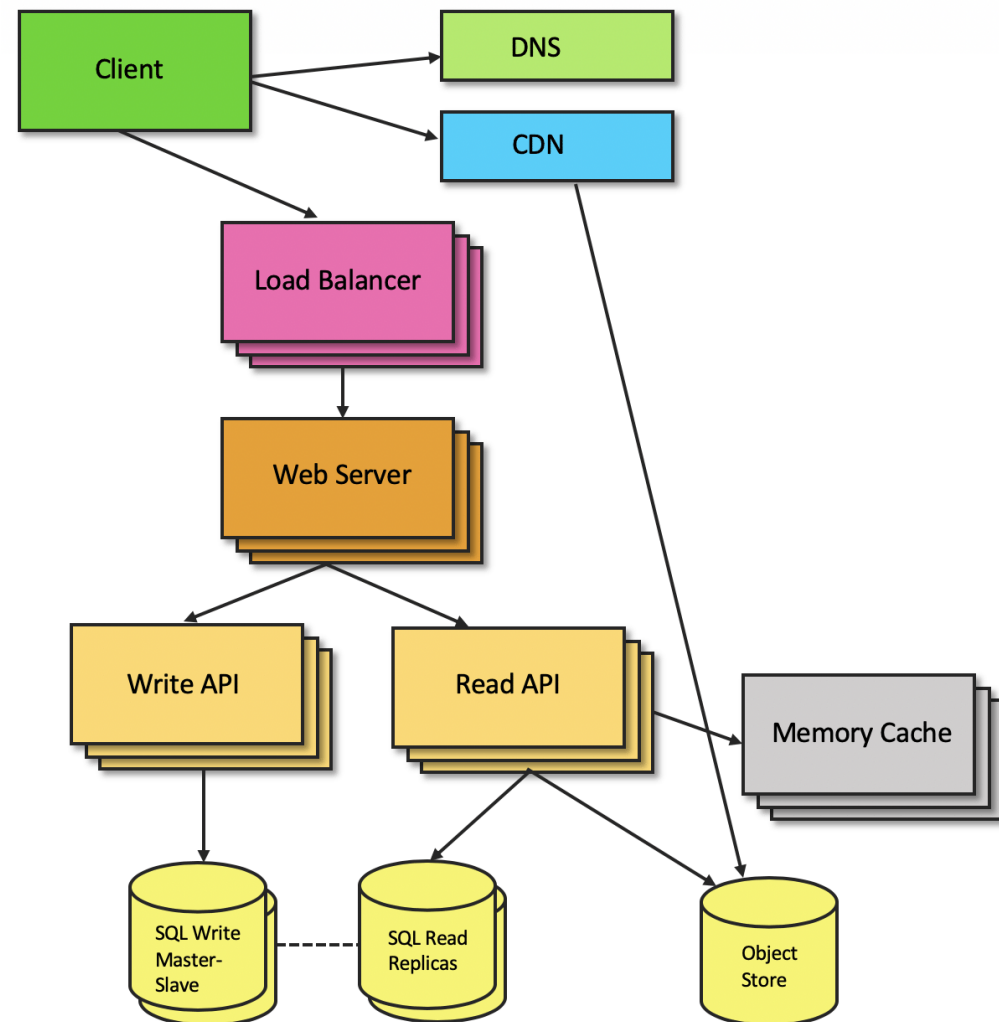 Client
DNS
CDN
Load Balancer
Web Server
Write API
Read API
Memory Cache
SQL Write
Master-
Slave
SQL Read
Replicas
Object
Store